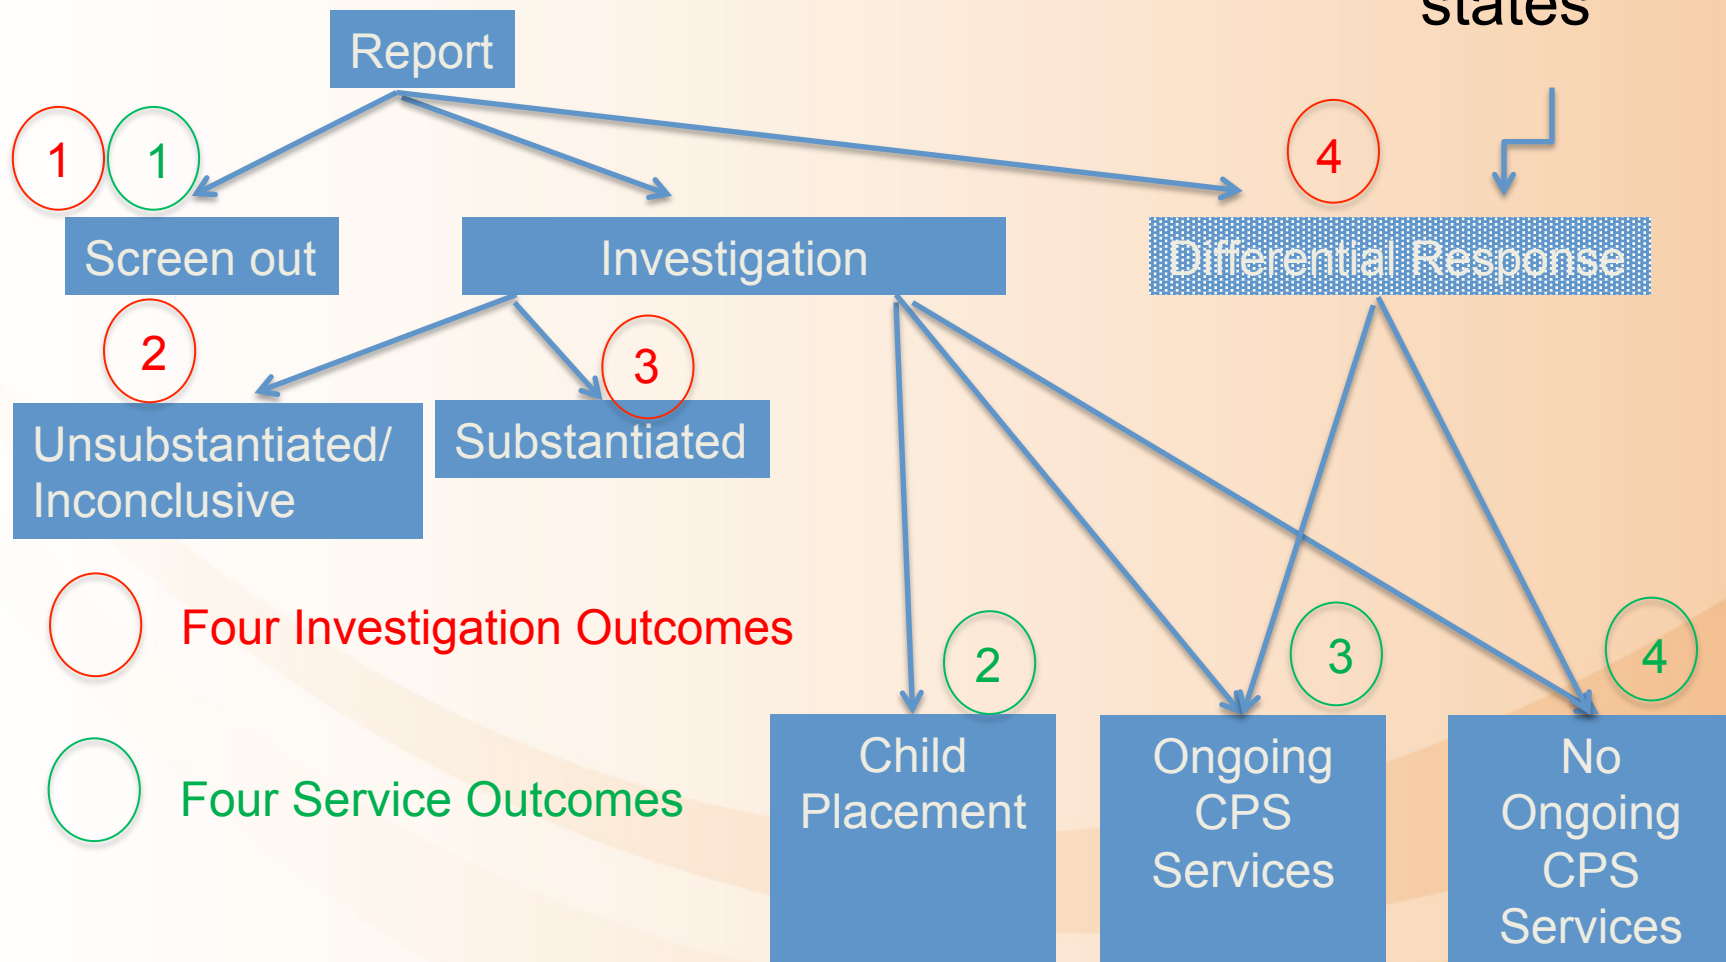 states
Report
1
1
4
Screen out
Investigation
Differential Response
2
3
Unsubstantiated/
Inconclusive
Substantiated
Four Investigation Outcomes
2
3
4
Four Service Outcomes
Child
Placement
Ongoing
CPS
Services
No
Ongoing
CPS
Services